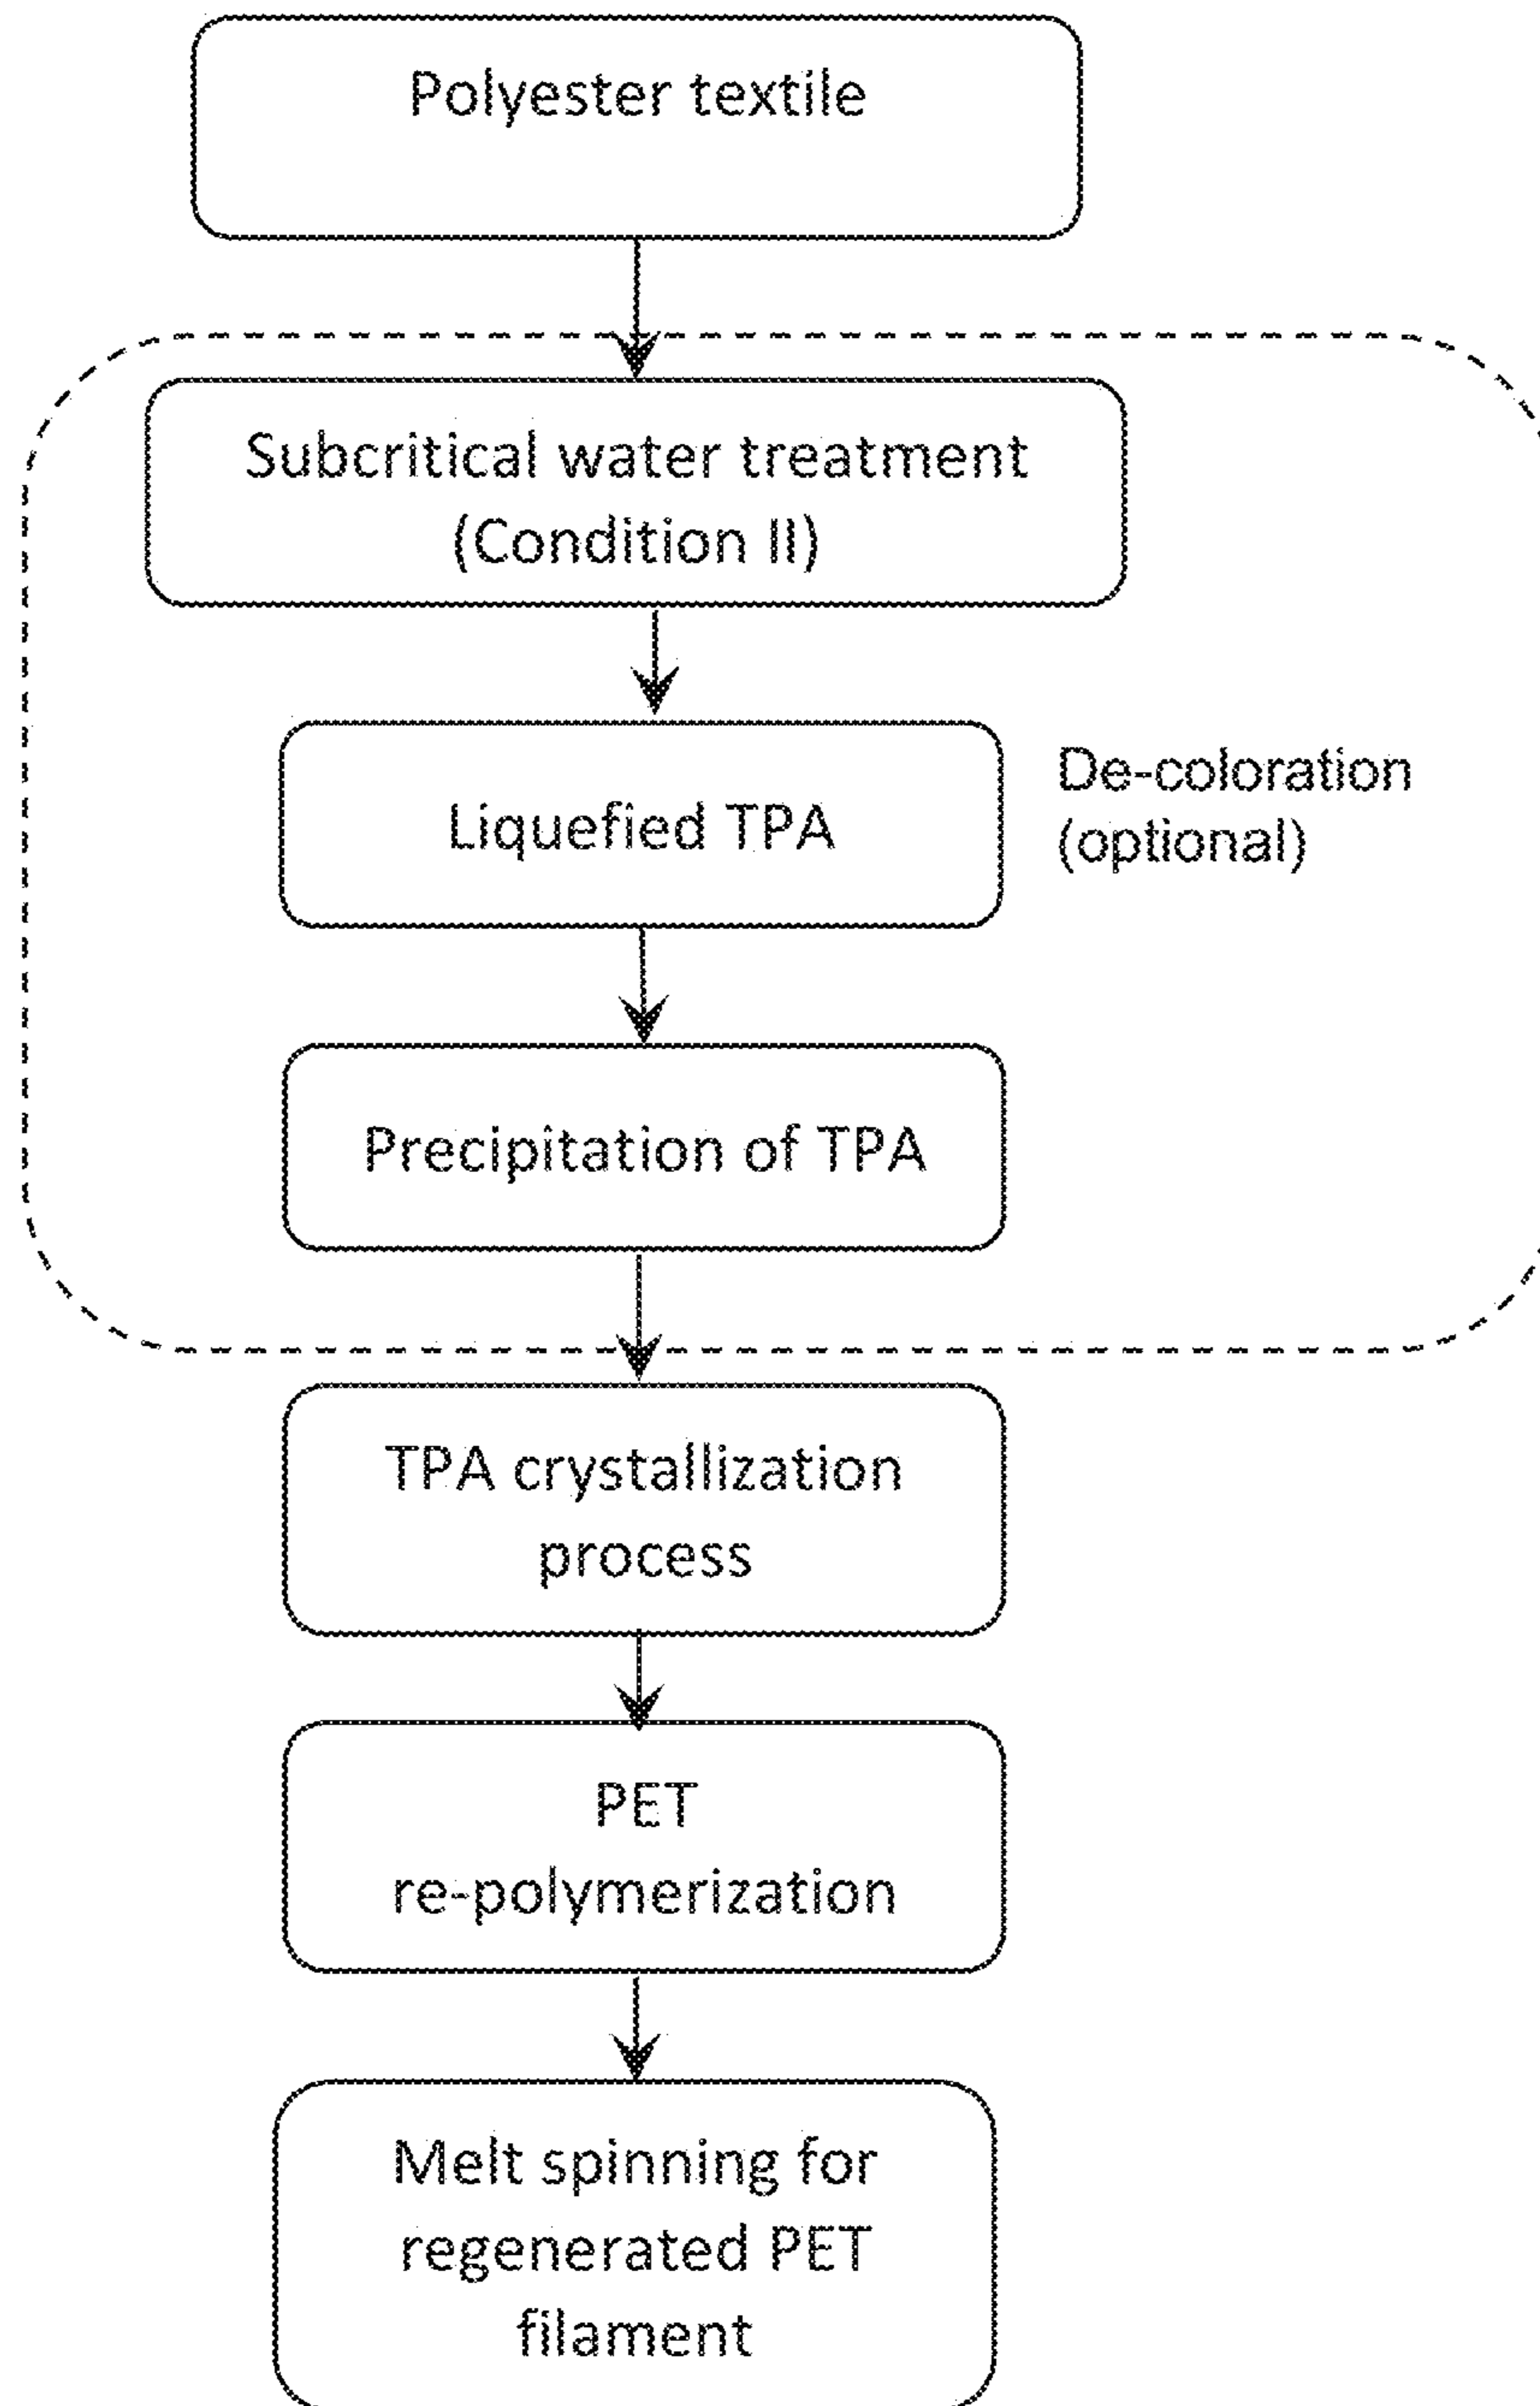 Polyester textile
Subcritical water treatment
(Condition II)
Liquefied TPA
De-coloration
(optional)
Precipitation of TPA
TPA crystallization
process
PET
re-polymerization
Melt spinning for
regenerated PET
filament